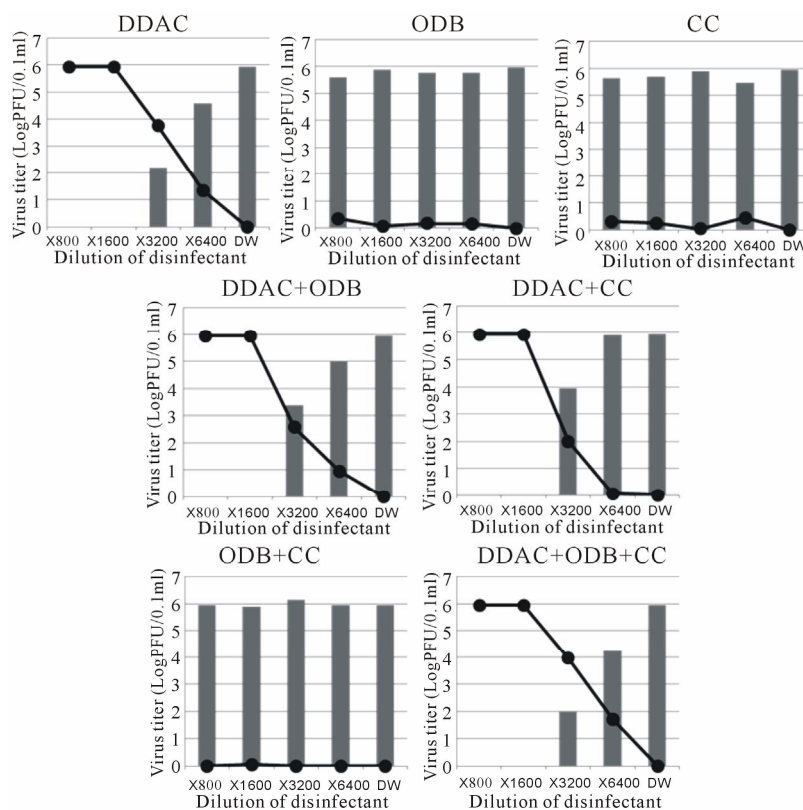 DDAC
ODB
CC
Virus titer (LogPFU/0.1ml)
7
6
5
4
3
2
1
0
X800 X1600 X3200 X6400 DW
Dilution of disinfectant
Virus titer (LogPFU/0.1ml)
7
6
5
4
3
2
1
0
X800 X1600 X3200 X6400 DW
Dilution of disinfectant
Virus titer (LogPFU/0.1ml)
7
6
5
4
3
2
1
0
X800 X1600 X3200 X6400 DW
Dilution of disinfectant
DDAC+ODB
DDAC+CC
Virus titer (LogPFU/0.1ml)
7
6
5
4
3
2
1
0
X800 X1600 X3200 X6400 DW
Dilution of disinfectant
Virus titer (LogPFU/0.1ml)
7
6
5
4
3
2
1
0
X800 X1600 X3200 X6400 DW
Dilution of disinfectant
ODB+CC
DDAC+ODB+CC
Virus titer (LogPFU/0.1ml)
7
6
5
4
3
2
1
0
X800 X1600 X3200 X6400 DW
Dilution of disinfectant
Virus titer (LogPFU/0.1ml)
7
6
5
4
3
2
1
0
X800 X1600 X3200 X6400 DW
Dilution of disinfectant